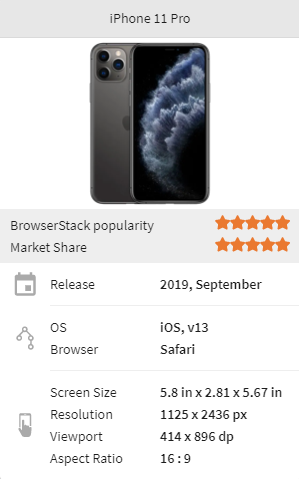 iPhone 11 Pro
BrowserStack popularity
Market Share
Release 2019, September
OS iOS, v13
Browser Safari
Screen Size 5.8 in x 2.81 x 5.67 in
Resolution 1125 x 2436 px
Viewport 414 x 896 dp
Aspect Ratio 16 : 9